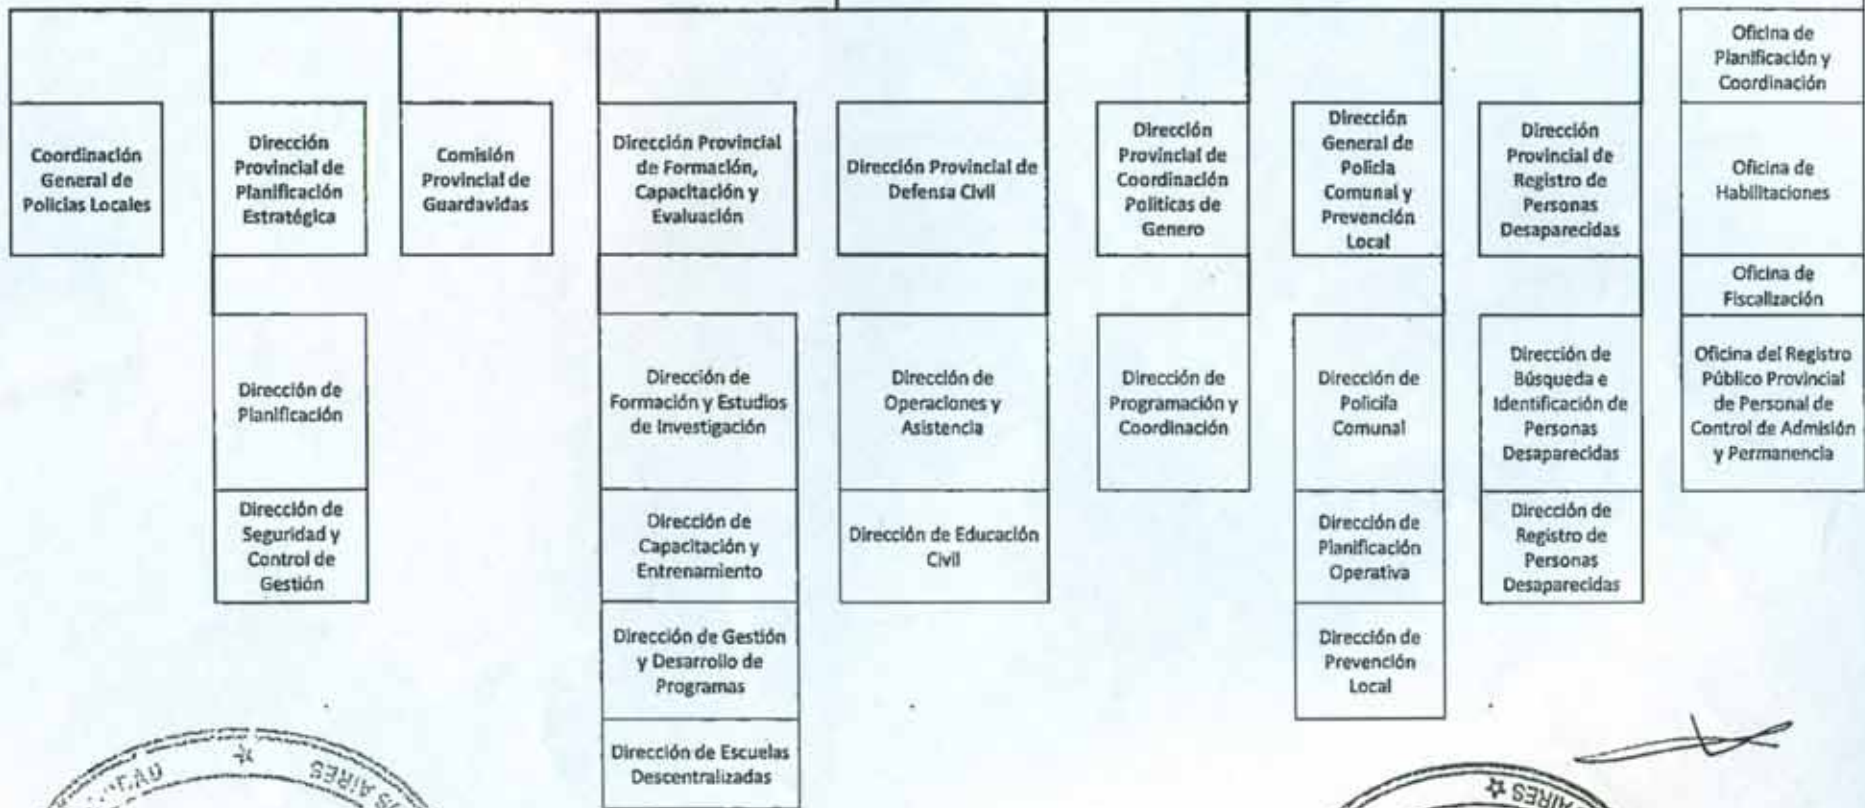 Coordinación
General de
Policias Locales
Dirección
Provincial de
Planificación
Estratégica
Comisión
Provincial de
Guardavidas
Dirección Provincial
de Formación,
Capacitación y
Evaluación
Dirección Provincial de
Defensa Civil
Dirección
Provincial de
Coordinación
Politicas de
Genero
Dirección
General de
Policia
Comunal y
Prevención
Local
Dirección
Provincial de
Registro de
Personas
Desaparecidas
Oficina de
Planificación y
Coordinación
Oficina de
Habilitaciones
Oficina de
Fiscalización
Oficina del Registro
Público Provincial
de Personal de
Control de Admisión
y Permanencia
Dirección de
Planificación
Dirección de
Seguridad y
Control de
Gestión
Dirección de
Formación y Estudios
de Investigación
Dirección de
Capacitación y
Entrenamiento
Dirección de Gestión
y Desarrollo de
Programas
Dirección de Escuelas
Descentralizadas
Dirección de
Operaciones y
Asistencia
Dirección de Educación
Civil
Dirección de
Programación y
Coordinación
Dirección de
Policifa
Comunal
Dirección de
Planificación
Operativa
Dirección de
Prevención
Local
Dirección de
Búsqueda e
Identificación de
Personas
Desaparecidas
Dirección de
Registro de
Personas
Desaparecidas
AIRES
AIRES